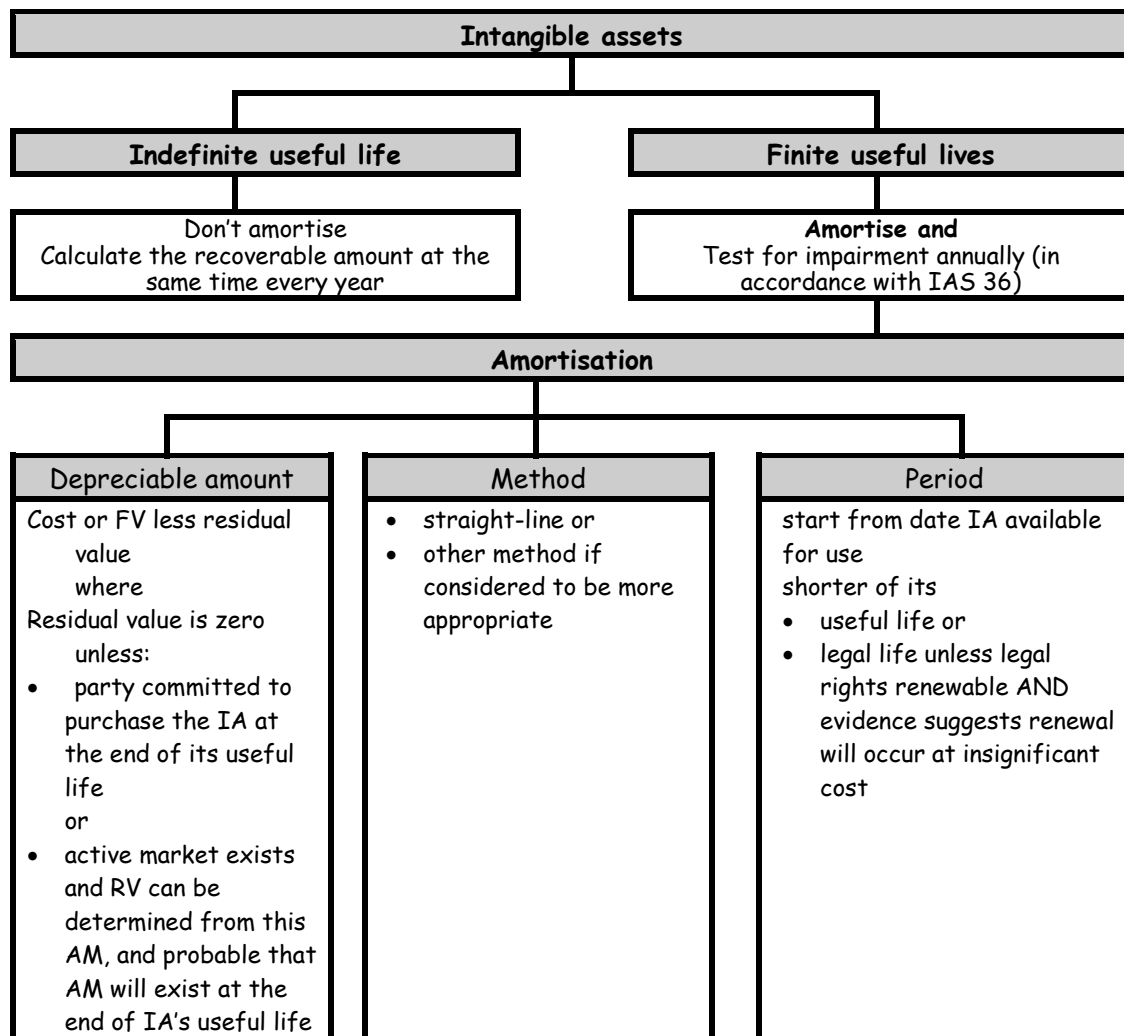 Intangible assets
Indefinite useful life
Finite useful lives
Don't amortise
Calculate the recoverable amount at the
same time every year
Amortise and
Test for impairment annually (in
accordance with IAS 36)
Amortisation
Depreciable amount
Cost or FV less residual
value
where
Residual value is zero
unless:
• party committed to
purchase the IA at
the end of its useful
life
or
• active market exists
and RV can be
determined from this
AM, and probable that
AM will exist at the
end of IA's useful life
Method
• straight-line or
• other method if
considered to be more
appropriate
Period
start from date IA available
for use
shorter of its
• useful life or
• legal life unless legal
rights renewable AND
evidence suggests renewal
will occur at insignificant
cost